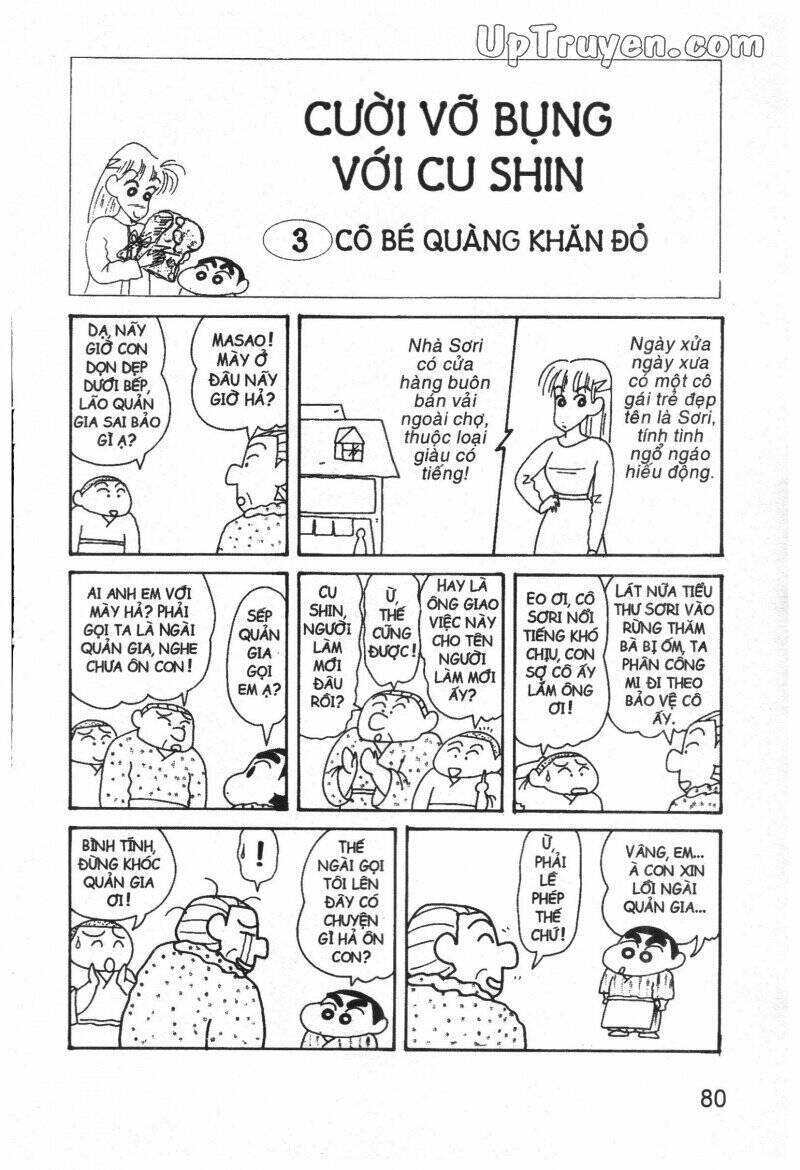 UpTruyen.com
CƯỜI VỠ BỤNG
VỚI CU SHIN
3 CÔ BÉ QUÀNG KHĂN ĐỎ
Ngày xửa
ngày xưa
có một cô
gái trẻ đẹp
tên là Sơri,
tính tình
ngổ ngáo
hiếu động.
Nhà Sơri
có cửa
hàng buôn
bán vải
ngoài chợ,
thuộc loại
giàu có
tiếng!
MASAO!
MÀY Ở
ĐÂU NÃY
GIỜ HẢ?
DẠ, NÃY
GIỜ CON
DỌN DẸP
DƯỚI BẾP,
LÃO QUẢN
GIA SAI BẢO
GÌ Ạ?
LÁT NỮA TIỂU
THƯ SƠRI VÀO
RỪNG THĂM
BÀ BỊ ỐM, TA
PHÂN CÔNG
MI ĐI THEO
BẢO VỆ CÔ
ẤY.
EO ƠI, CÔ
SƠRI NỔI
TIẾNG KHÓ
CHỊU, CON
SỢ CÔ ẤY
LẮM ÔNG
ƠI!
HAY LÀ
ÔNG GIAO
VIỆC NÀY
CHO TÊN
NGƯỜI
LÀM MỚI
ẤY?
Ừ,
THẾ
CŨNG
ĐƯỢC!
CU
SHIN,
NGƯỜI
LÀM MỚI
ĐÂU
RỒI?
SẾP
QUẢN
GIA
GỌI
EM Ạ?
AI ANH EM VỚI
MÀY HẢ? PHẢI
GỌI TA LÀ NGÀI
QUẢN GIA, NGHE
CHƯA ÔN CON!
VÂNG, EM...
À CON XIN
LỖI NGÀI
QUẢN GIA...
Ừ,
PHẢI
LỄ
PHÉP
THẾ
CHỨ!
THẾ
NGÀI GỌI
TÔI LÊN
ĐÂY CÓ
CHUYỆN
GÌ HẢ ÔN
CON?
!
BÌNH TĨNH,
ĐỪNG KHÓC
QUẢN GIA
ƠI!
80